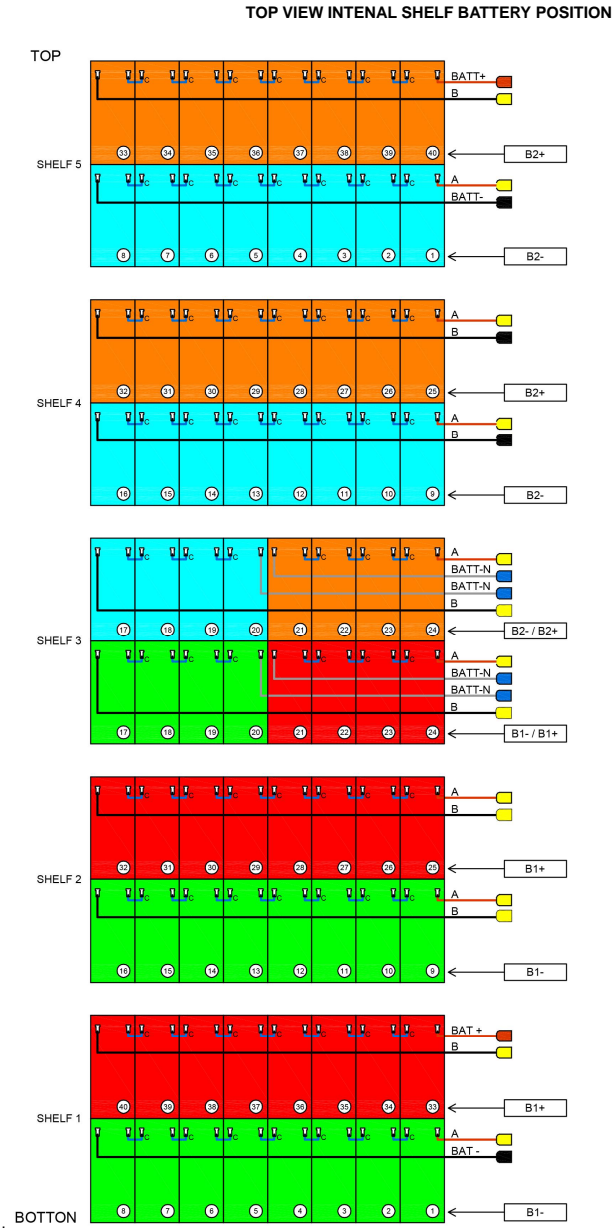 TOP VIEW INTENAL SHELF BATTERY POSITION
TOP
BATT+
C C C C C C C
B
33 34 35 36 37 38 39 40
B2+
SHELF 5
A
C C C C C C C
BATT-
8 7 6 5 4 3 2 1
B2-
A
C C C C C C C
B
32 31 30 29 28 27 26 25
B2+
SHELF 4
A
C C C C C C C
B
16 15 14 13 12 11 10 9
B2-
A
C C C C C C
BATT-N
BATT-N
B
17 18 19 20 21 22 23 24
B2- / B2+
SHELF 3
A
C C C C C C
BATT-N
BATT-N
B
17 18 19 20 21 22 23 24
B1- / B1+
A
C C C C C C C
B
32 31 30 29 28 27 26 25
B1+
SHELF 2
A
C C C C C C C
B
16 15 14 13 12 11 10 9
B1-
BAT +
C C C C C C C
B
40 39 38 37 36 35 34 33
B1+
SHELF 1
A
C C C C C C C
BAT -
8 7 6 5 4 3 2 1
B1-
. BOTTON